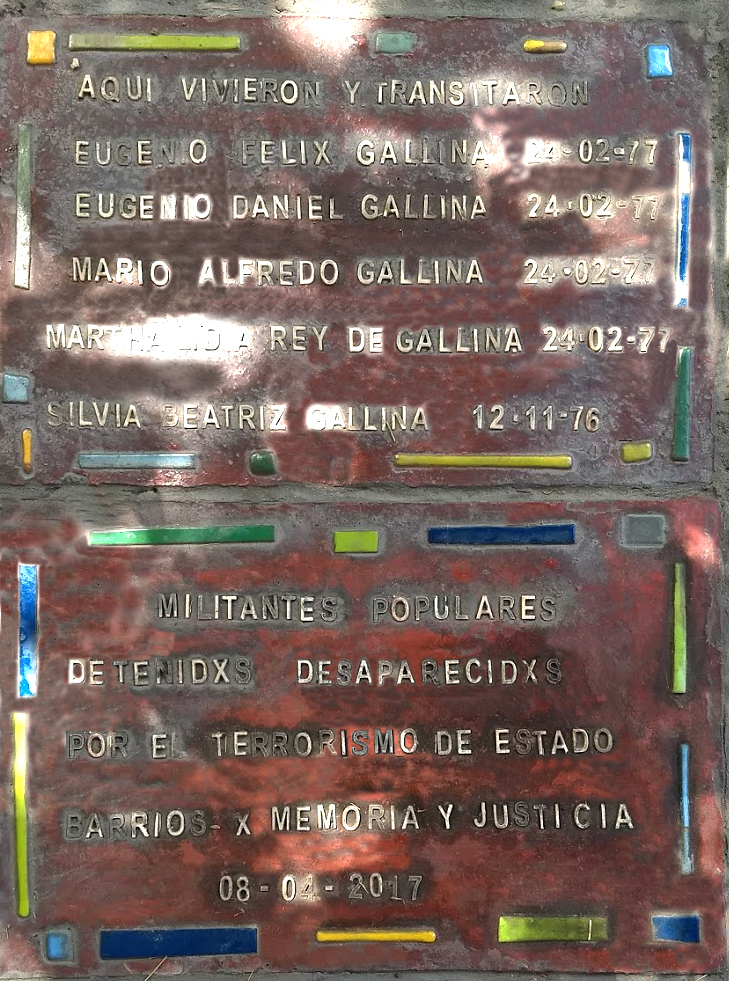 AQUI VIVIERON Y TRANSITARON
EUGENIO FELIX GALLINA 24-02-77
EUGENIO DANIEL GALLINA 24-02-77
MARIO ALFREDO GALLINA 24-02-77
MARTHA LIDIA REY DE GALLINA 24-02-77
SILVIA BEATRIZ GALLINA 12-11-76
MILITANTES POPULARES
DETENIDXS DESAPARECIDXS
POR EL TERRORISMO DE ESTADO
BARRIOS- X MEMORIA Y JUSTICIA
08-04-2017